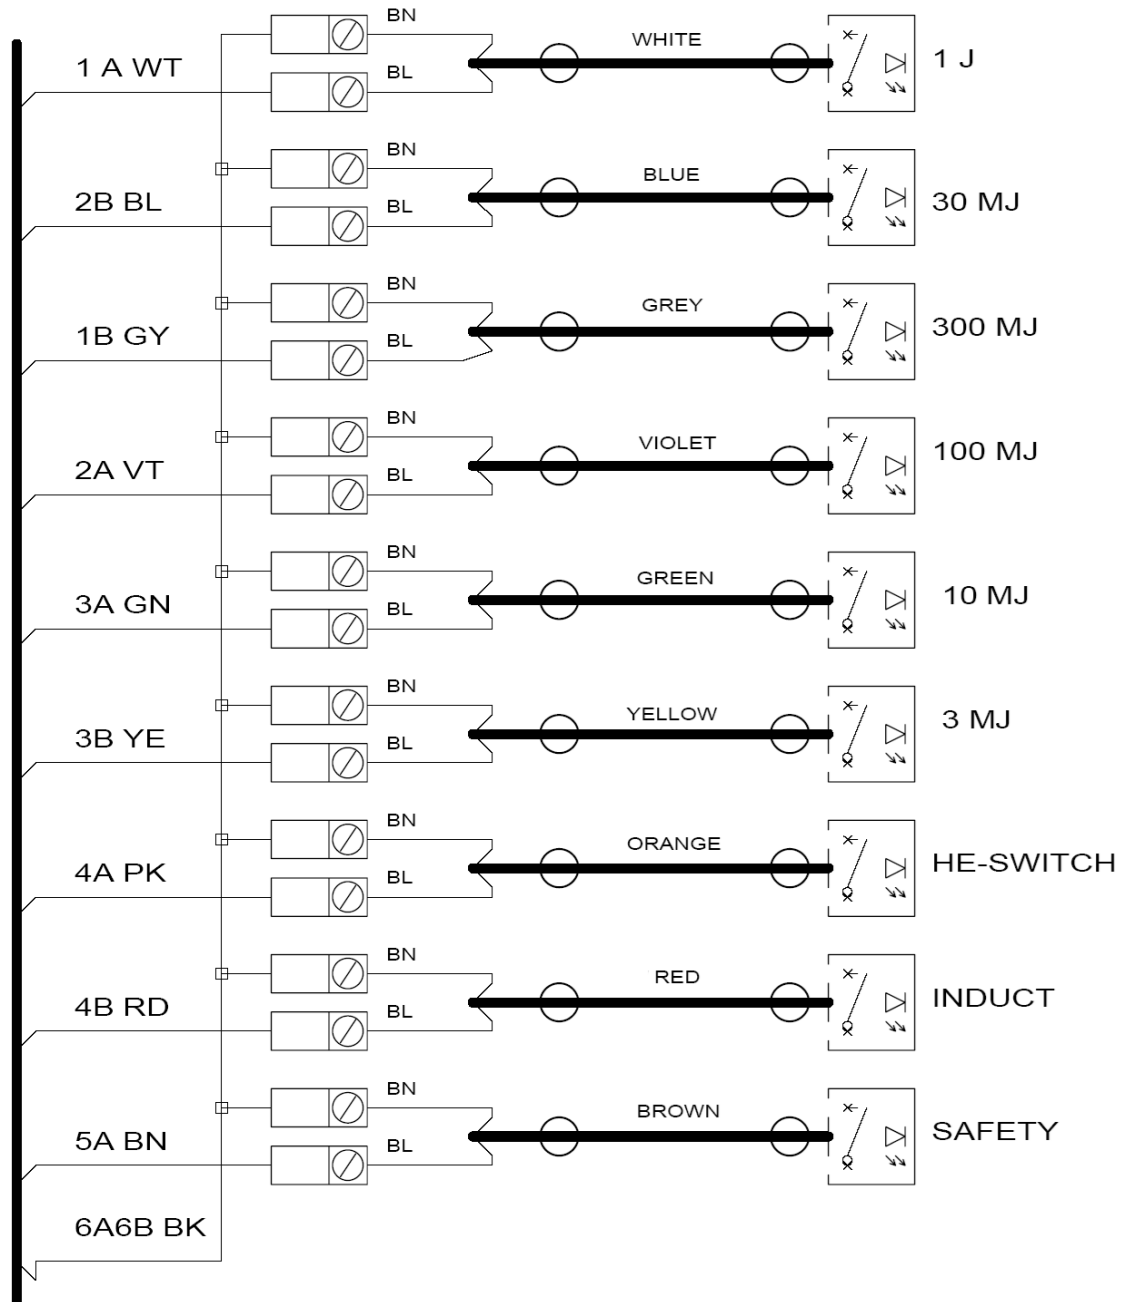 BN
1 A WT
WHITE
1 J
BL
BN
2B BL
BLUE
30 MJ
BL
BN
1B GY
GREY
300 MJ
BL
BN
2A VT
VIOLET
100 MJ
BL
BN
3A GN
GREEN
10 MJ
BL
BN
3B YE
YELLOW
3 MJ
BL
BN
4A PK
ORANGE
HE-SWITCH
BL
BN
4B RD
RED
INDUCT
BL
BN
5A BN
BROWN
SAFETY
BL
6A6B BK